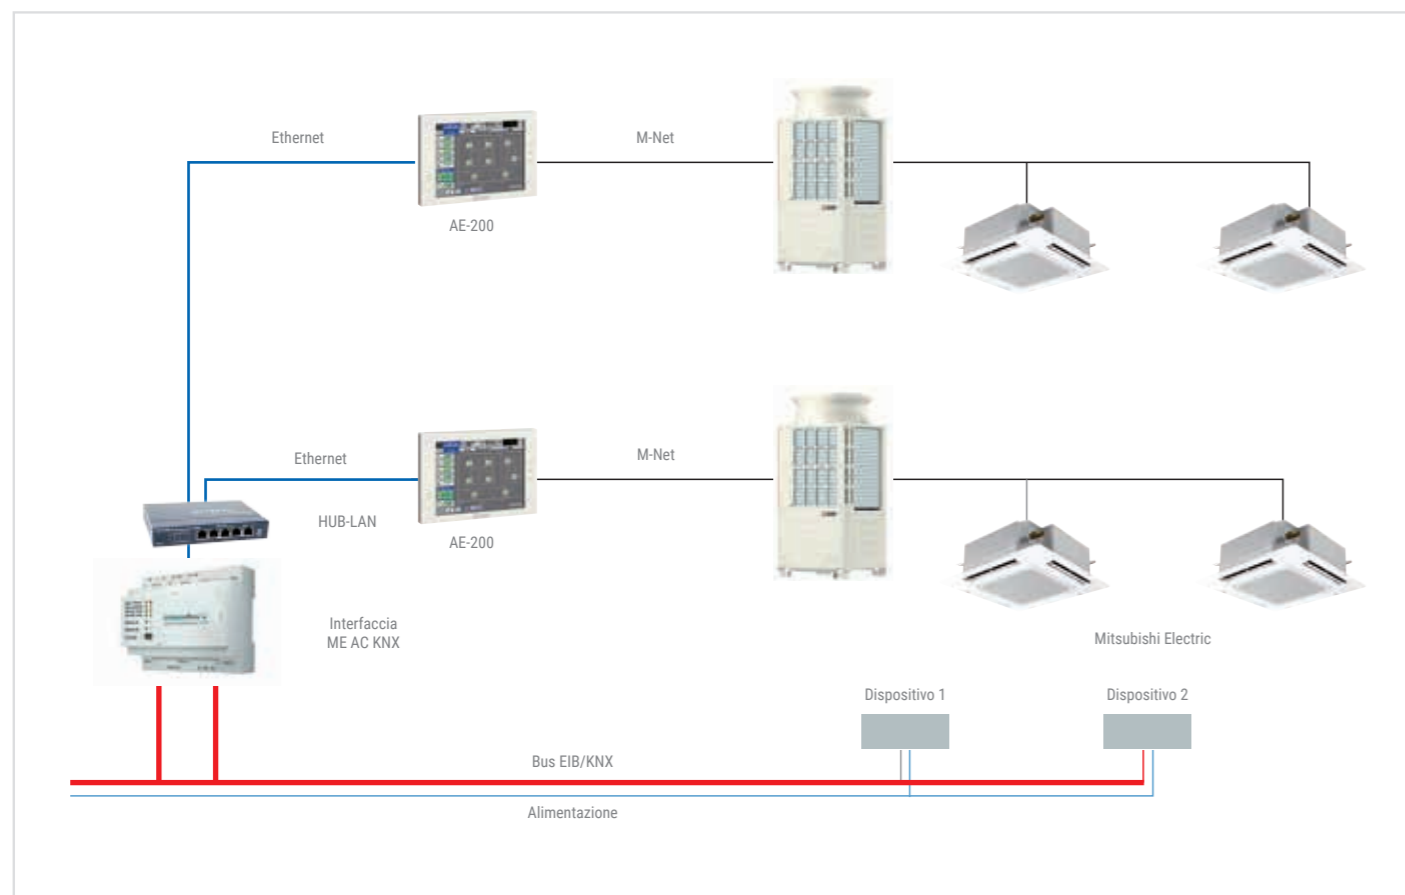 Ethernet
M-Net
AE-200
Ethernet
M-Net
HUB-LAN
AE-200
Interfaccia
ME AC KNX
Mitsubishi Electric
Dispositivo 1
Dispositivo 2
Bus EIB/KNX
Alimentazione